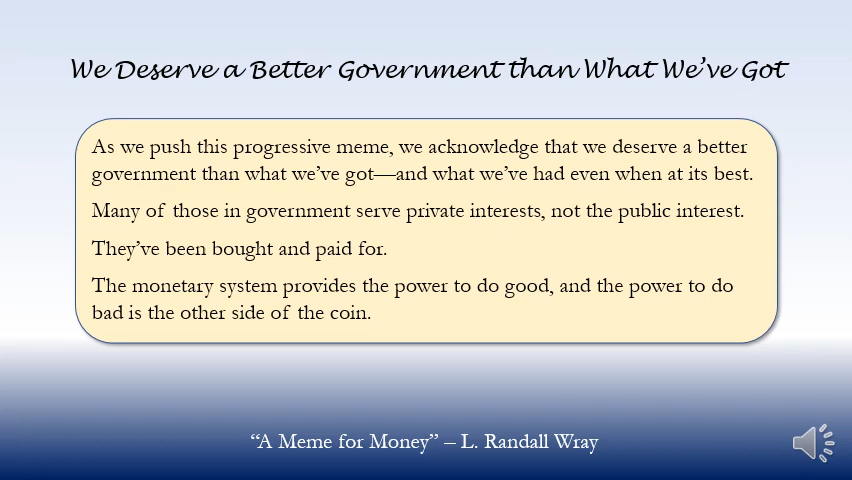 We Deserve a Better Government than What We’ve Got
As we push this progressive meme, we acknowledge that we deserve a better
government than what we’ve got—and what we’ve had even when at its best.
Many of those in government serve private interests, not the public interest.
They’ve been bought and paid for.
The monetary system provides the power to do good, and the power to do
bad is the other side of the coin.
“A Meme for Money” – L. Randall Wray